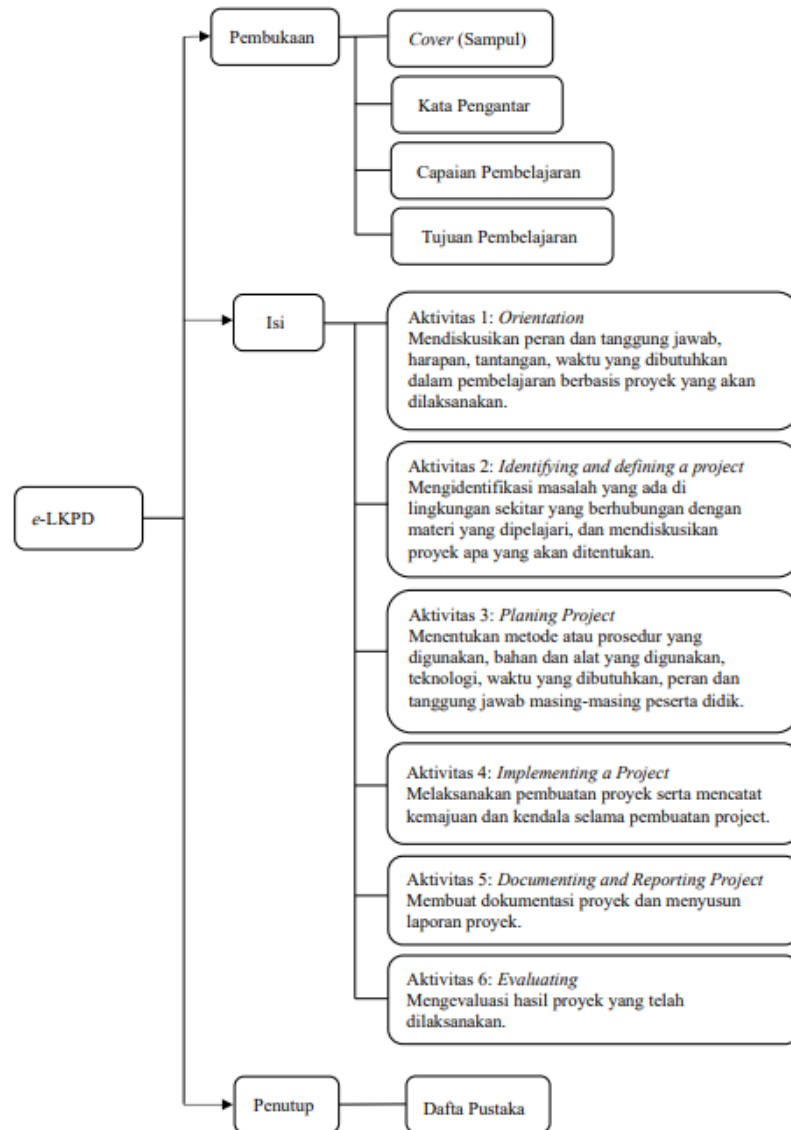 Pembukaan
Cover (Sampul)
Kata Pengantar
Capaian Pembelajaran
Tujuan Pembelajaran
Isi
Aktivitas 1: Orientation
Mendiskusikan peran dan tanggung jawab,
harapan, tantangan, waktu yang dibutuhkan
dalam pembelajaran berbasis proyek yang akan
dilaksanakan.
Aktivitas 2: Identifying and defining a project
Mengidentifikasi masalah yang ada di
lingkungan sekitar yang berhubungan dengan
materi yang dipelajari, dan mendiskusikan
proyek apa yang akan ditentukan.
e-LKPD
Aktivitas 3: Planing Project
Menentukan metode atau prosedur yang
digunakan, bahan dan alat yang digunakan,
teknologi, waktu yang dibutuhkan, peran dan
tanggung jawab masing-masing peserta didik.
Aktivitas 4: Implementing a Project
Melaksanakan pembuatan proyek serta mencatat
kemajuan dan kendala selama pembuatan project.
Aktivitas 5: Documenting and Reporting Project
Membuat dokumentasi proyek dan menyusun
laporan proyek.
Aktivitas 6: Evaluating
Mengevaluasi hasil proyek yang telah
dilaksanakan.
Penutup
Dafta Pustaka